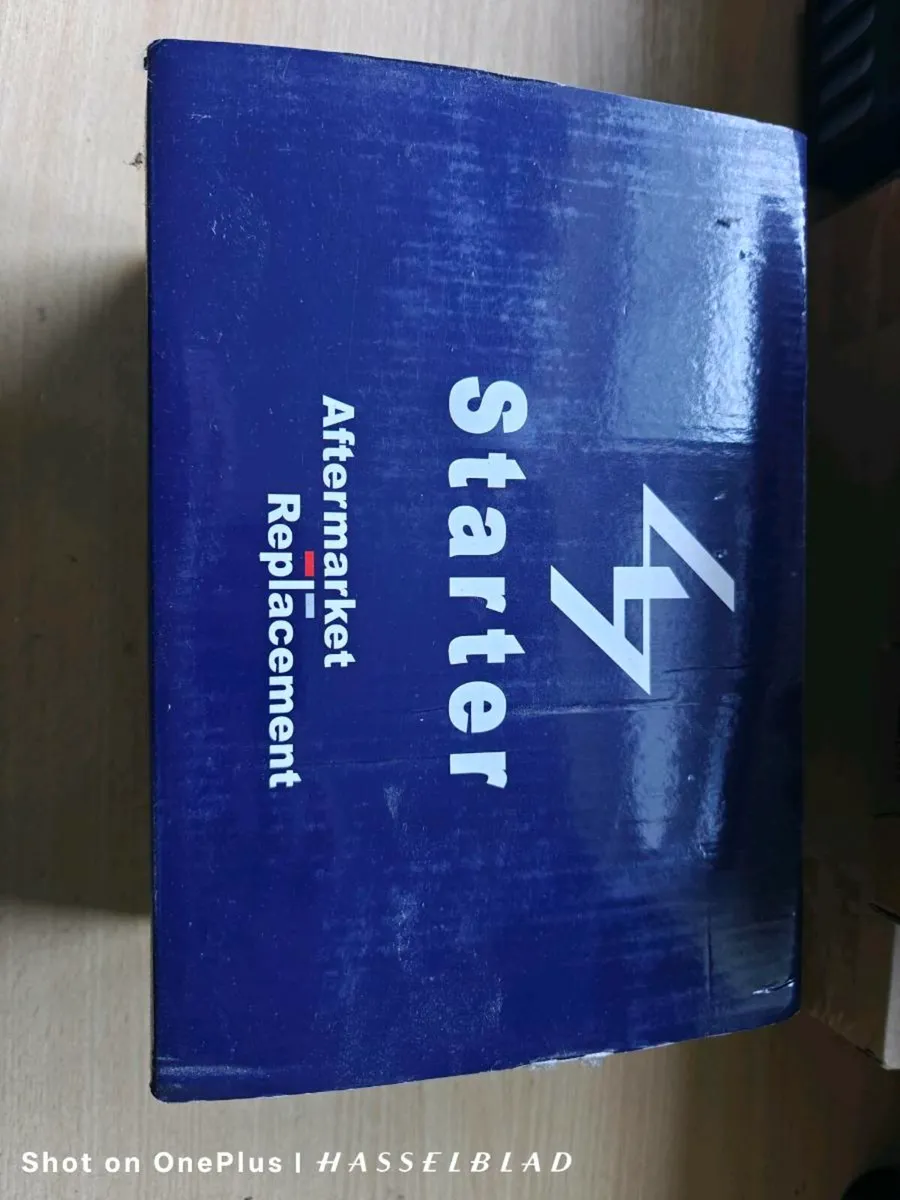 Starter
Aftermarket
Replacement
Shot on OnePlus | HASSELBLAD